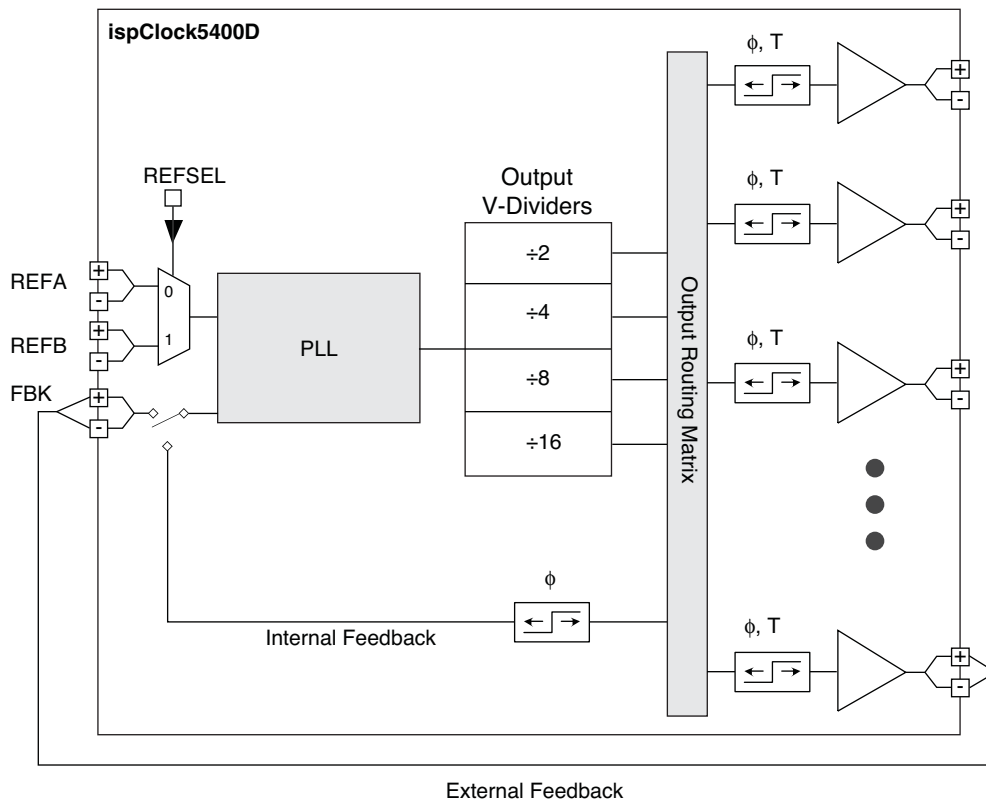 ispClock5400D
REFSEL
REFA
+
-
REFB
+
-
FBK
+
-
0
1
PLL
Output
V-Dividers
÷2
÷4
÷8
÷16
Output Routing Matrix
ϕ, T
+
-
ϕ, T
+
-
ϕ, T
+
-
ϕ, T
+
-
ϕ
Internal Feedback
External Feedback